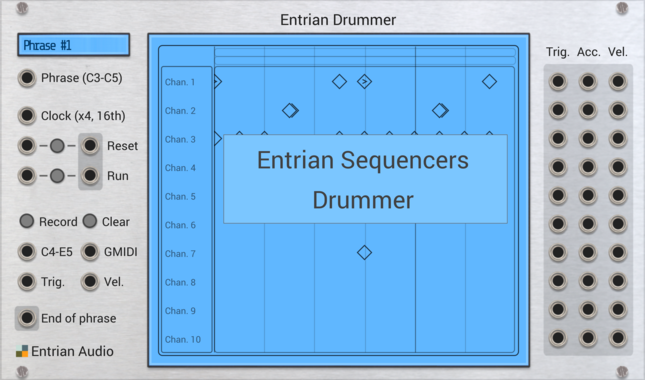 Entrian Drummer
Phrase #1
Trig. Acc. Vel.
Phrase (C3-C5)
Clock (x4, 16th)
Reset
Run
Record Clear
C4-E5 GMIDI
Trig. Vel.
End of phrase
Entrian Audio
Chan. 1
Chan. 2
Chan. 3
Chan. 4
Chan. 5
Chan. 6
Chan. 7
Chan. 8
Chan. 9
Chan. 10
Entrian Sequencers
Drummer